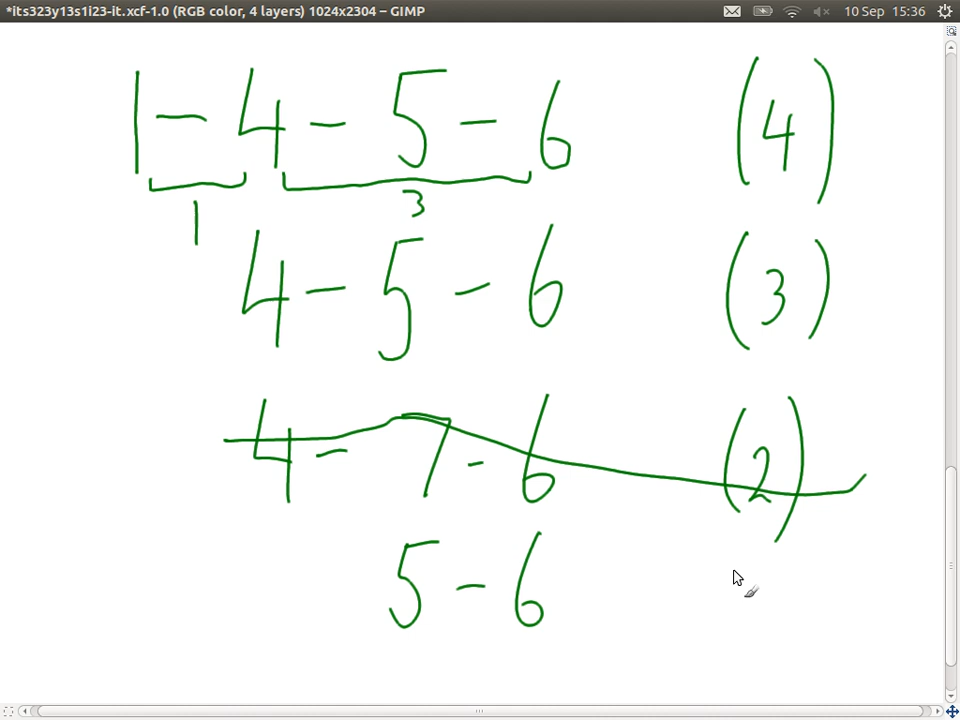 *its323y13s1i23-it.xcf-1.0 (RGB color, 4 layers) 1024x2304 – GIMP 10 Sep 15:36
1 - 4 - 5 - 6 (4)
1 3
4 - 5 - 6 (3)
4 - 7 - 6 (2)
5 - 6